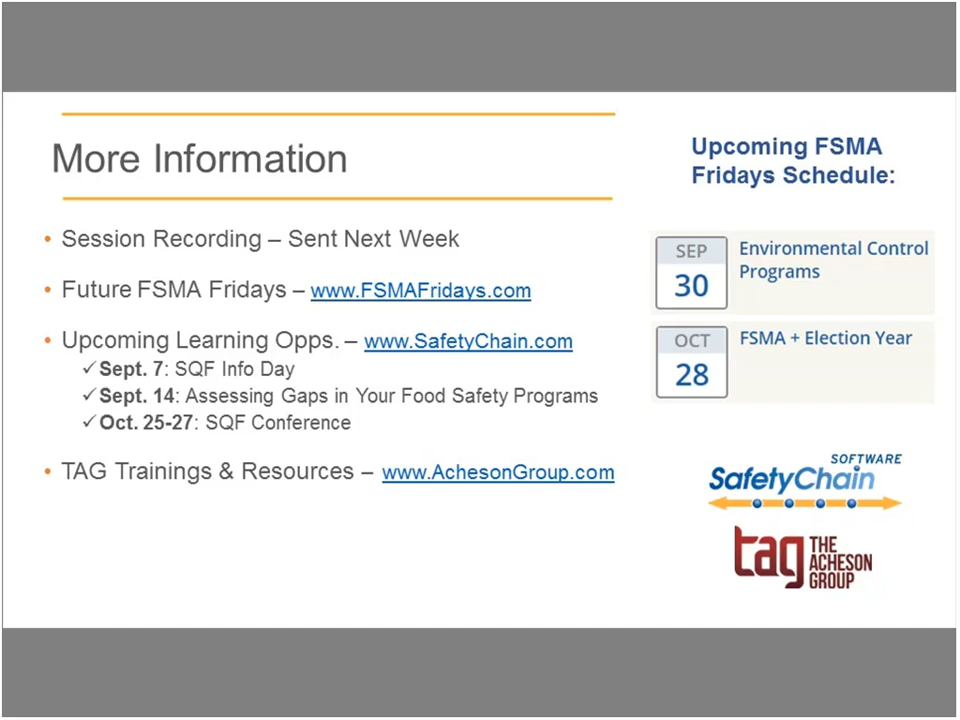 More Information
• Session Recording – Sent Next Week
• Future FSMA Fridays – www.FSMAFridays.com
• Upcoming Learning Opps. – www.SafetyChain.com
✓Sept. 7: SQF Info Day
✓Sept. 14: Assessing Gaps in Your Food Safety Programs
✓Oct. 25-27: SQF Conference
• TAG Trainings & Resources – www.AchesonGroup.com
Upcoming FSMA
Fridays Schedule:
SEP
30
Environmental Control
Programs
OCT
28
FSMA + Election Year
SOFTWARE
SafetyChain
tag THE
ACHESON
GROUP